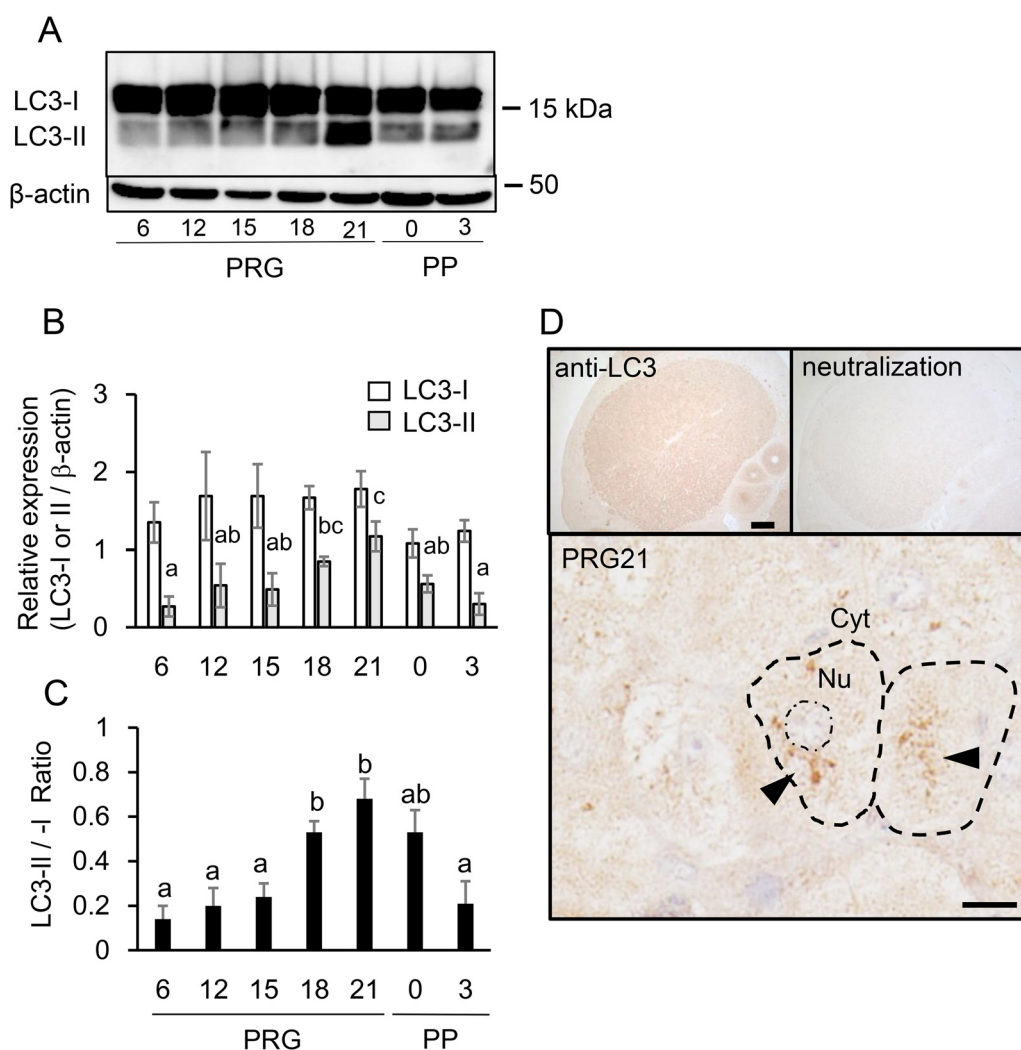 A
LC3-I
LC3-II
β-actin
15 kDa
50
6 12 15 18 21 0 3
PRG PP
B
Relative expression
(LC3-I or II / β-actin)
3
2
1
0
LC3-I
LC3-II
a ab ab bc c ab a
6 12 15 18 21 0 3
C
LC3-II / -I Ratio
1
0.8
0.6
0.4
0.2
0
a a a b b ab a
6 12 15 18 21 0 3
PRG PP
D
anti-LC3
neutralization
PRG21
Cyt
Nu